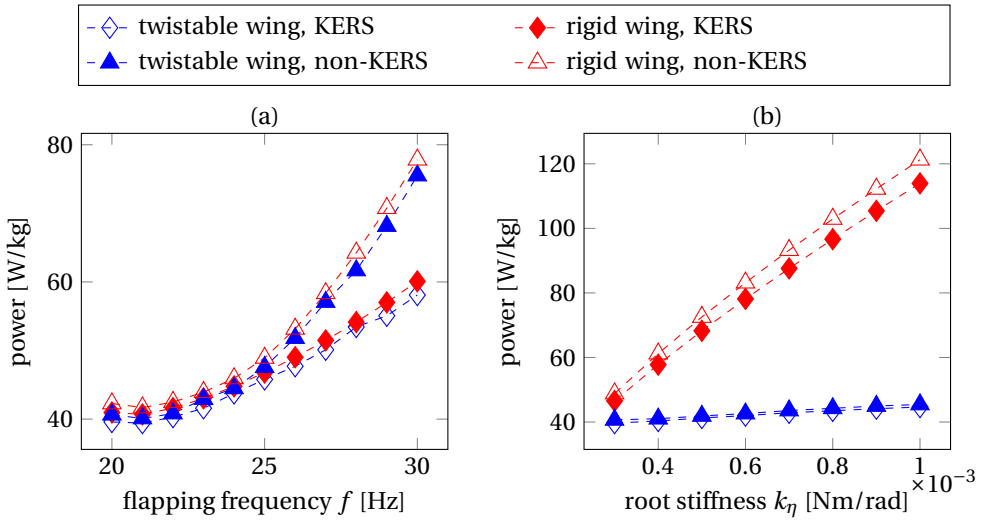 twistable wing, KERS
rigid wing, KERS
twistable wing, non-KERS
rigid wing, non-KERS
(a)
(b)
80
60
40
power [W/kg]
20
25
30
flapping frequency f [Hz]
120
100
80
60
40
power [W/kg]
0.4
0.6
0.8
1
×10⁻³
root stiffness kη [Nm/rad]